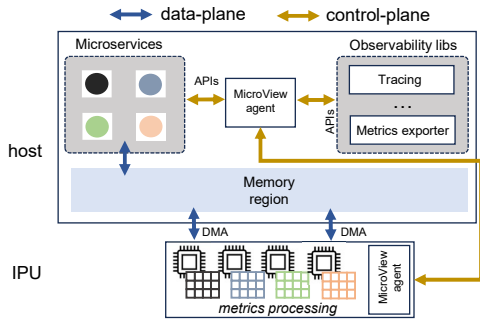 data-plane
control-plane
Microservices
Observability libs
APIs
MicroView
agent
APIs
Tracing
...
Metrics exporter
host
Memory
region
DMA
DMA
IPU
metrics processing
MicroView
agent